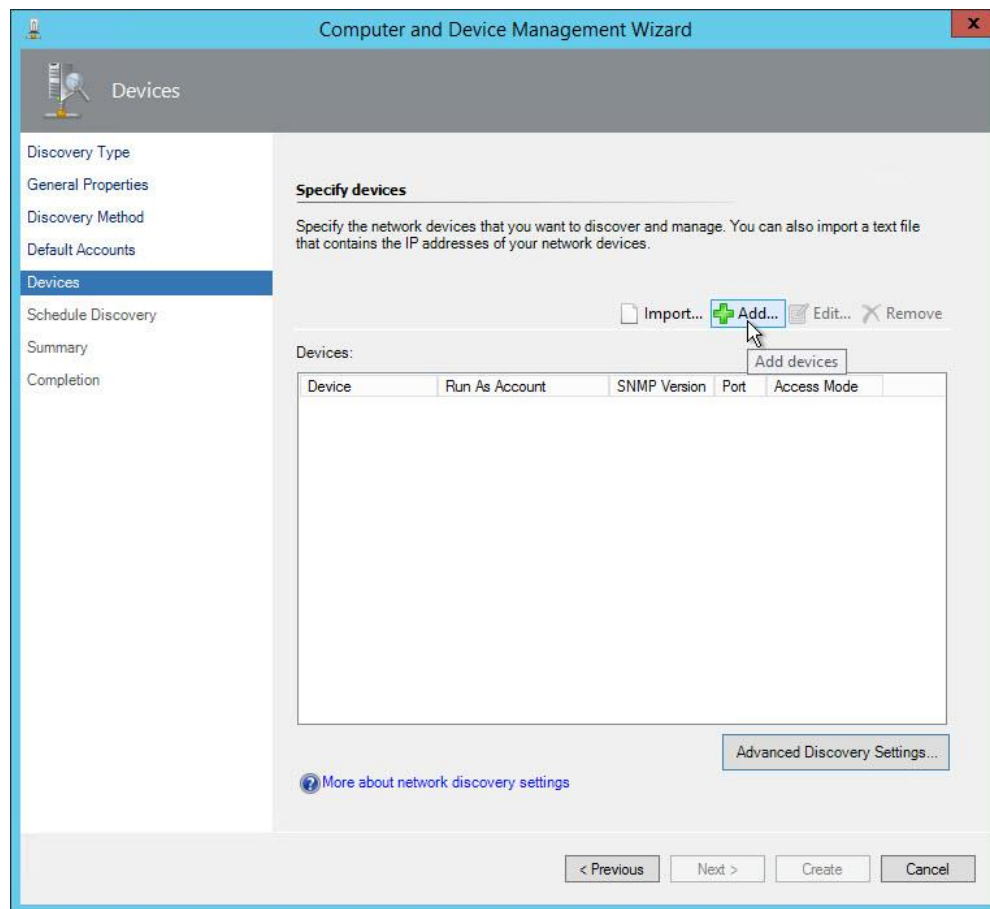 Computer and Device Management Wizard
x
Devices
Discovery Type
General Properties
Discovery Method
Default Accounts
Devices
Schedule Discovery
Summary
Completion
Specify devices
Specify the network devices that you want to discover and manage. You can also import a text file
that contains the IP addresses of your network devices.
Import... Add... Edit... Remove
Add devices
Devices:
Device Run As Account SNMP Version Port Access Mode
Advanced Discovery Settings...
More about network discovery settings
< Previous Next > Create Cancel